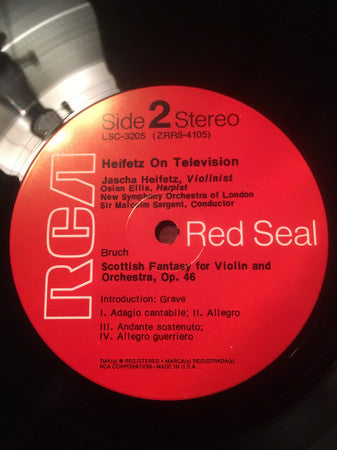 Side 2 Stereo
LSC-3205 (ZRRS-4105)
Heifetz On Television
Jascha Heifetz, Violinist
Osian Ellis, Harpist
New Symphony Orchestra of London
Sir Malcolm Sargent, Conductor
RCA
Red Seal
Bruch
Scottish Fantasy for Violin and
Orchestra, Op. 46
Introduction: Grave
I. Adagio cantabile; II. Allegro
III. Andante sostenuto;
IV. Allegro guerriero
TMK(s) ® REGISTERED • MARCA(s) REGISTRADA(s)
RCA CORPORATION—MADE IN U.S.A.